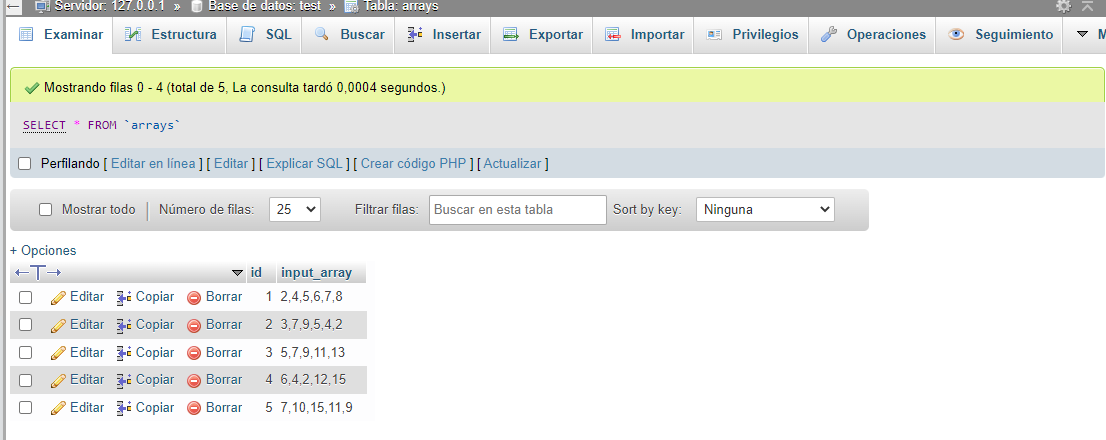 Servidor: 127.0.0.1 » Base de datos: test » Tabla: arrays
Examinar Estructura SQL Buscar Insertar Exportar Importar Privilegios Operaciones Seguimiento
Mostrando filas 0 - 4 (total de 5, La consulta tardó 0,0004 segundos.)
SELECT * FROM `arrays`
Perfilando [ Editar en línea ] [ Editar ] [ Explicar SQL ] [ Crear código PHP ] [ Actualizar ]
Mostrar todo Número de filas: 25 Filtrar filas: Buscar en esta tabla Sort by key: Ninguna
+ Opciones
←T→ id input_array
Editar Copiar Borrar 1 2,4,5,6,7,8
Editar Copiar Borrar 2 3,7,9,5,4,2
Editar Copiar Borrar 3 5,7,9,11,13
Editar Copiar Borrar 4 6,4,2,12,15
Editar Copiar Borrar 5 7,10,15,11,9